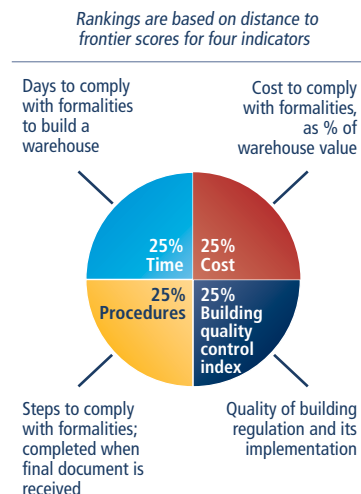 Rankings are based on distance to
frontier scores for four indicators
Days to comply
with formalities
to build a
warehouse
Cost to comply
with formalities,
as % of
warehouse value
25%
Time
25%
Cost
25%
Procedures
25%
Building
quality
control
index
Steps to comply
with formalities;
completed when
final document is
received
Quality of building
regulation and its
implementation